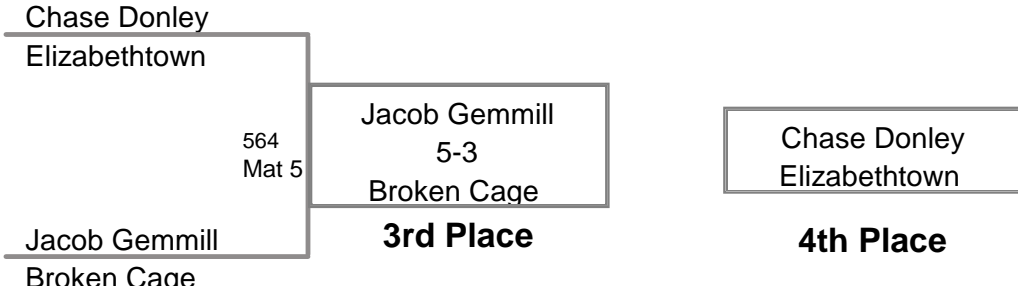 Chase Donley
Elizabethtown
564
Mat 5
Jacob Gemmill
5-3
Broken Cage
3rd Place
Chase Donley
Elizabethtown
4th Place
Jacob Gemmill
Broken Cage